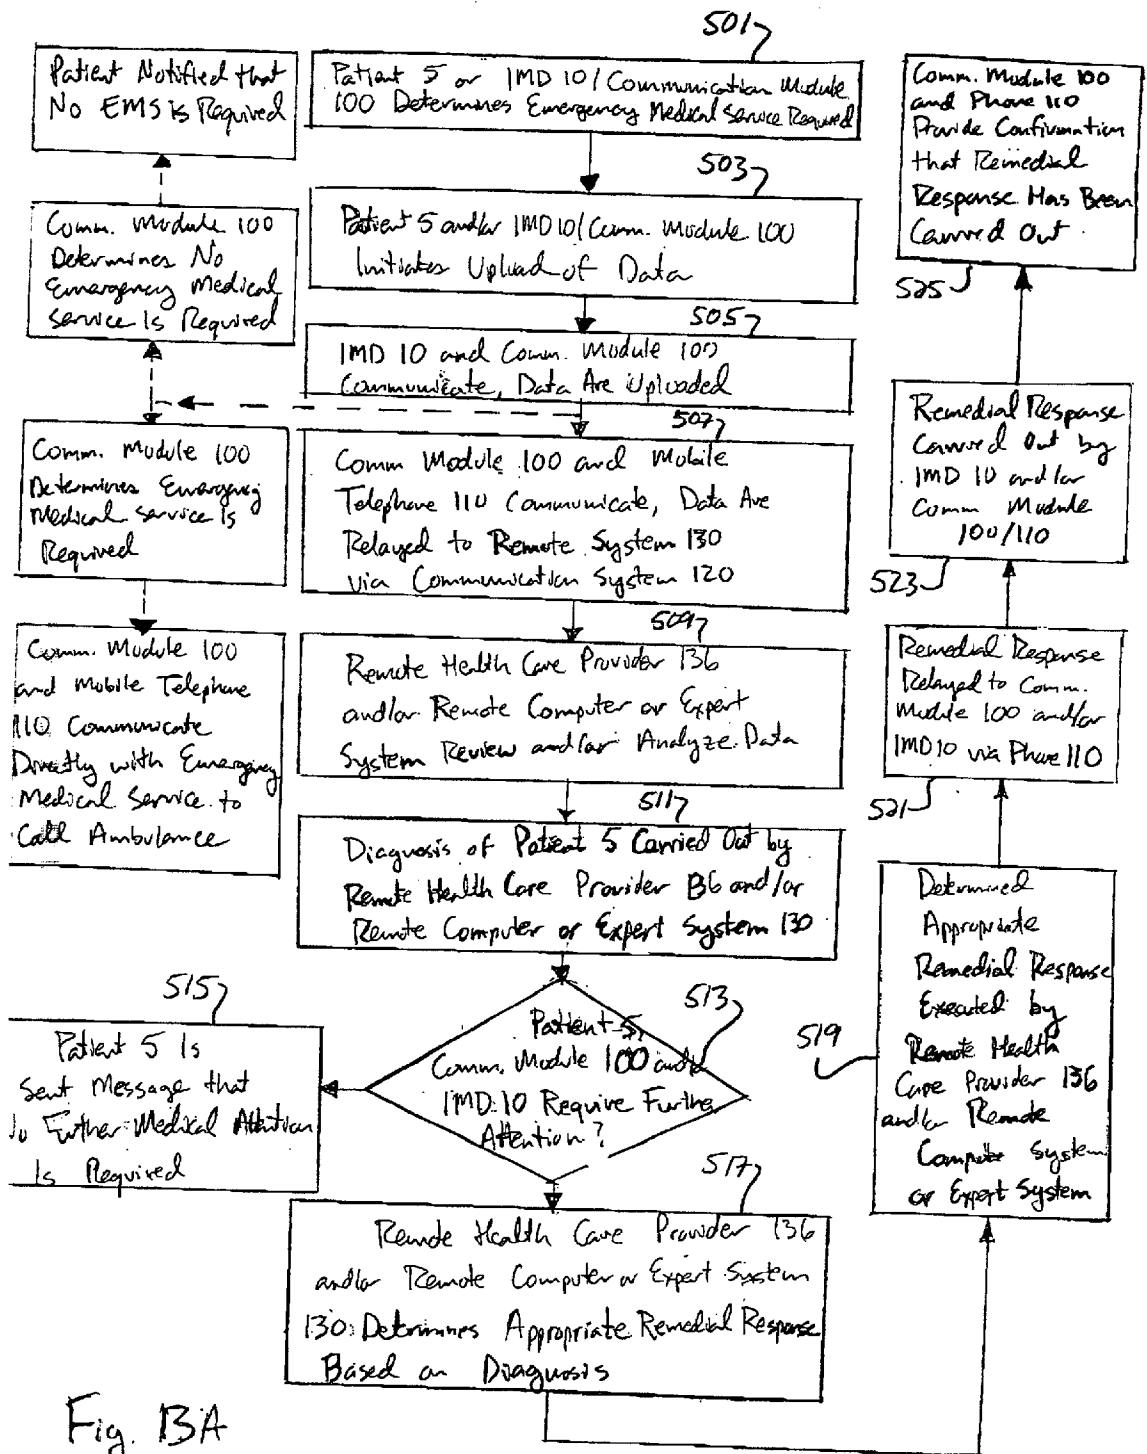 501
Patient 5 or IMD 10/Communication Module
100 Determines Emergency Medical Service Required
503
Patient 5 and/or IMD10/Comm. Module 100
Initiates Upload of Data
505
IMD 10 and Comm. Module 100
Communicate, Data Are Uploaded
Patient Notified that
No EMS is Required
Comm. Module 100
Determines No
Emergency Medical
Service Is Required
Comm. Module 100
Determines Emergency
Medical Service Is
Required
Comm. Module 100
and Mobile Telephone
110 Communicate
Directly with Emergency
Medical Service to
Call Ambulance
507
Comm Module 100 and Mobile
Telephone 110 Communicate, Data Are
Relayed to Remote System 130
via Communication System 120
509
Remote Health Care Provider 136
and/or Remote Computer or Expert
System Review and/or Analyze Data
511
Diagnosis of Patient 5 Carried Out by
Remote Health Care Provider 136 and/or
Remote Computer or Expert System 130
513
Patient 5,
Comm. Module 100 and/or
IMD 10 Require Further
Attention?
515
Patient 5 Is
Sent Message that
No Further Medical Attention
Is Required
517
Remote Health Care Provider 136
and/or Remote Computer or Expert System
130 Determines Appropriate Remedial Response
Based on Diagnosis
519
Determined
Appropriate
Remedial Response
Executed by
Remote Health
Care Provider 136
and/or Remote
Computer System
or Expert System
521
Remedial Response
Relayed to Comm.
Module 100 and/or
IMD10 via Phone 110
523
Remedial Response
Carried Out by
IMD 10 and/or
Comm Module
100/110
525
Comm. Module 100
and Phone 110
Provide Confirmation
that Remedial
Response Has Been
Carried Out
Fig. 13A